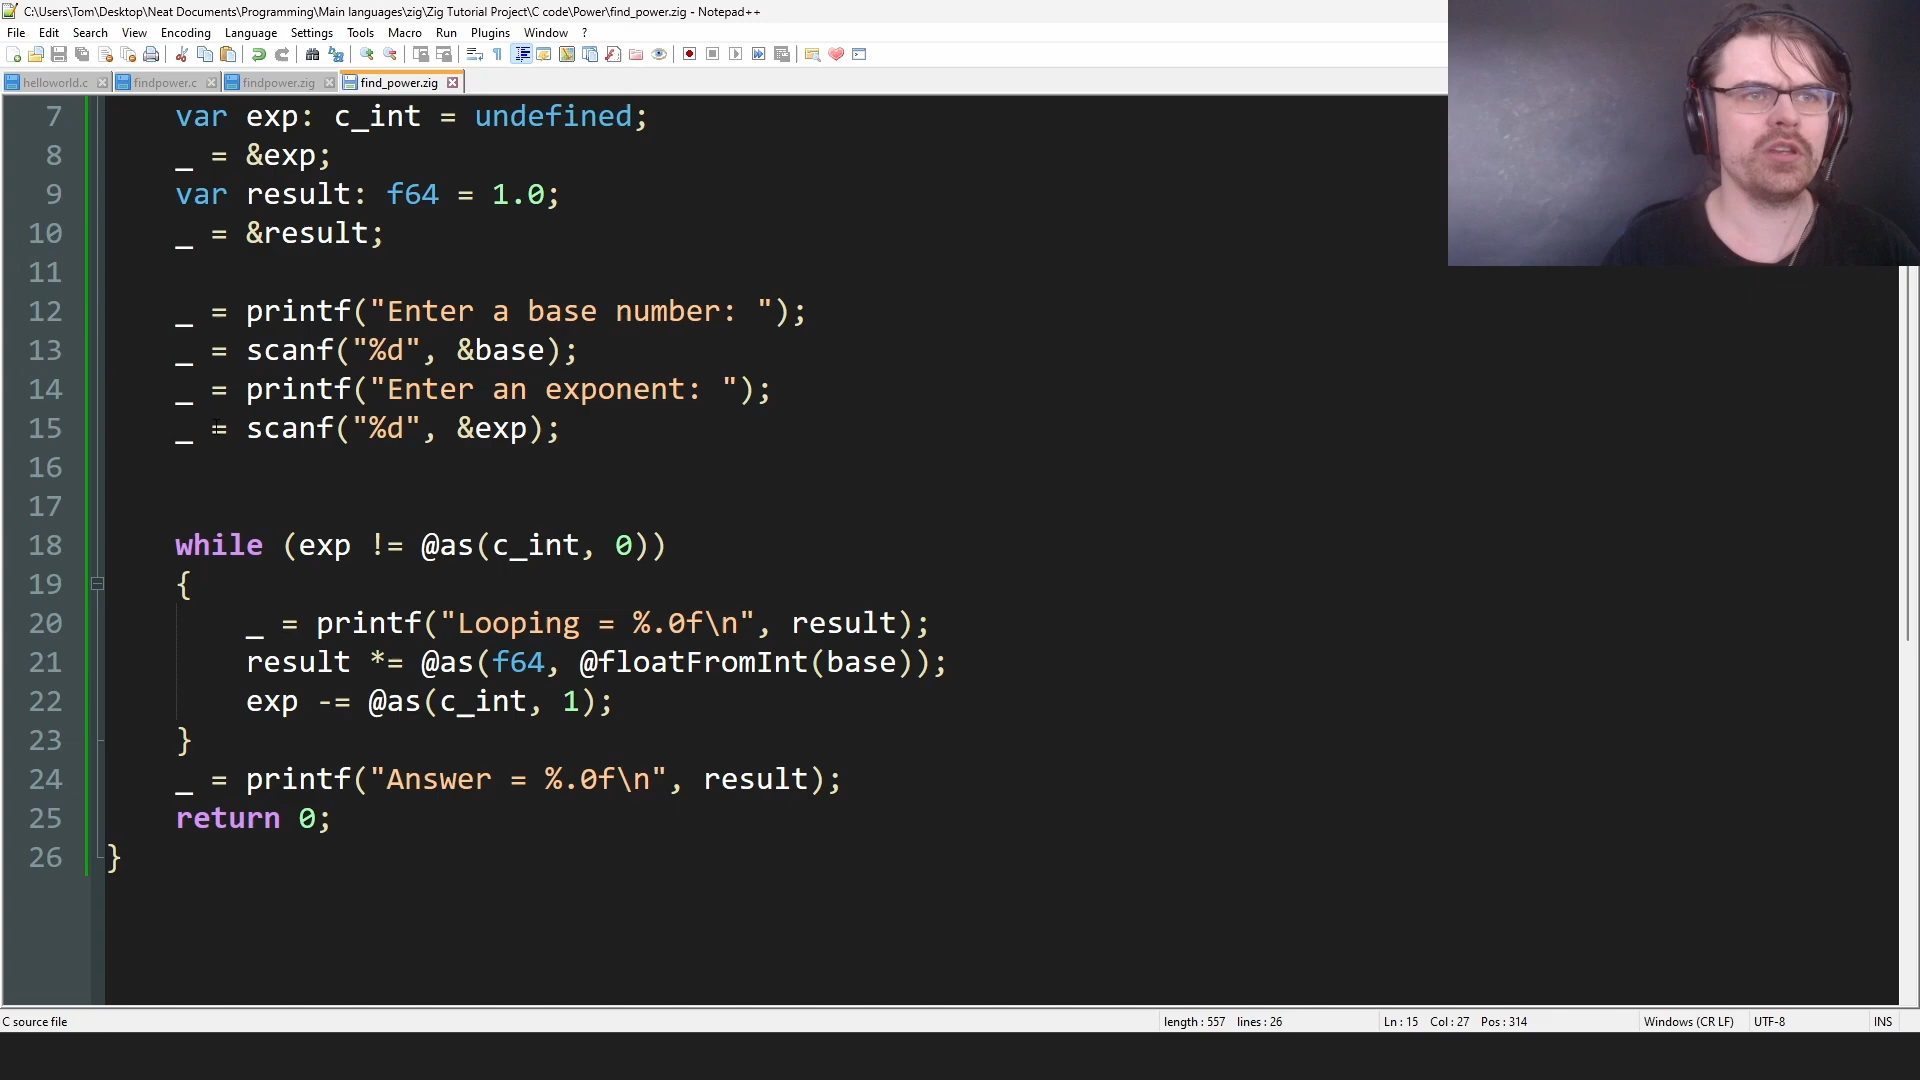 C:\Users\Tom\Desktop\Neat Documents\Programming\Main languages\zig\Zig Tutorial Project\C code\Power\find_power.zig - Notepad++
File Edit Search View Encoding Language Settings Tools Macro Run Plugins Window ?
helloworld.c findpower.c findpower.zig find_power.zig
7 var exp: c_int = undefined;
8 _ = &exp;
9 var result: f64 = 1.0;
10 _ = &result;
11
12 _ = printf("Enter a base number: ");
13 _ = scanf("%d", &base);
14 _ = printf("Enter an exponent: ");
15 _ = scanf("%d", &exp);
16
17
18 while (exp != @as(c_int, 0))
19 {
20 _ = printf("Looping = %.0f\n", result);
21 result *= @as(f64, @floatFromInt(base));
22 exp -= @as(c_int, 1);
23 }
24 _ = printf("Answer = %.0f\n", result);
25 return 0;
26 }
C source file length : 557 lines : 26 Ln : 15 Col : 27 Pos : 314 Windows (CR LF) UTF-8 INS